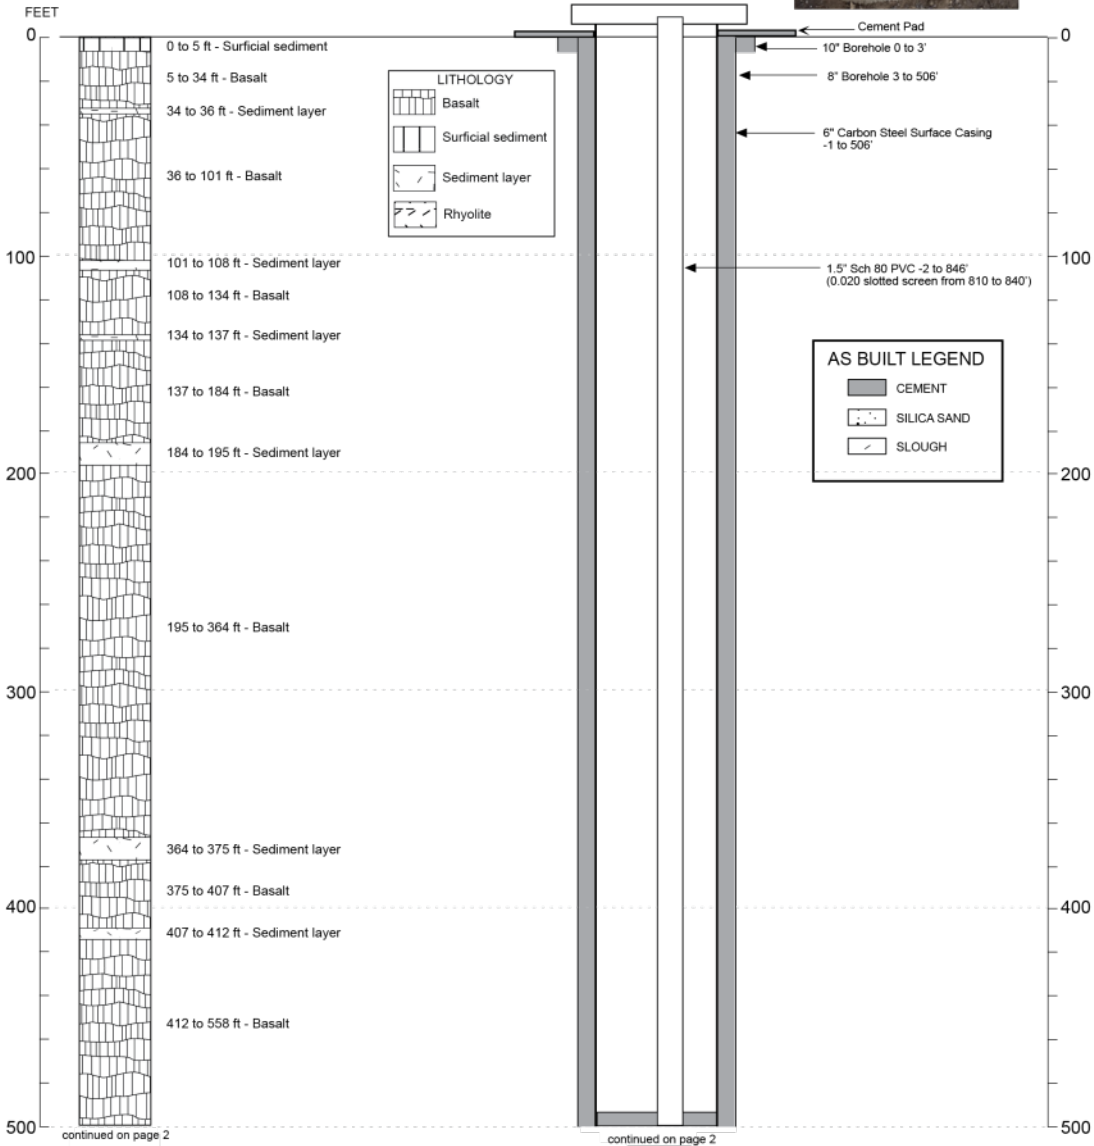 FEET
0
0 to 5 ft - Surficial sediment
5 to 34 ft - Basalt
34 to 36 ft - Sediment layer
36 to 101 ft - Basalt
100
101 to 108 ft - Sediment layer
108 to 134 ft - Basalt
134 to 137 ft - Sediment layer
137 to 184 ft - Basalt
184 to 195 ft - Sediment layer
200
195 to 364 ft - Basalt
300
364 to 375 ft - Sediment layer
375 to 407 ft - Basalt
400
407 to 412 ft - Sediment layer
412 to 558 ft - Basalt
500
continued on page 2
LITHOLOGY
Basalt
Surficial sediment
Sediment layer
Rhyolite
Cement Pad
0
10" Borehole 0 to 3'
8" Borehole 3 to 506'
6" Carbon Steel Surface Casing
-1 to 506'
100
1.5" Sch 80 PVC -2 to 846'
(0.020 slotted screen from 810 to 840')
AS BUILT LEGEND
CEMENT
SILICA SAND
SLOUGH
200
300
400
500
continued on page 2